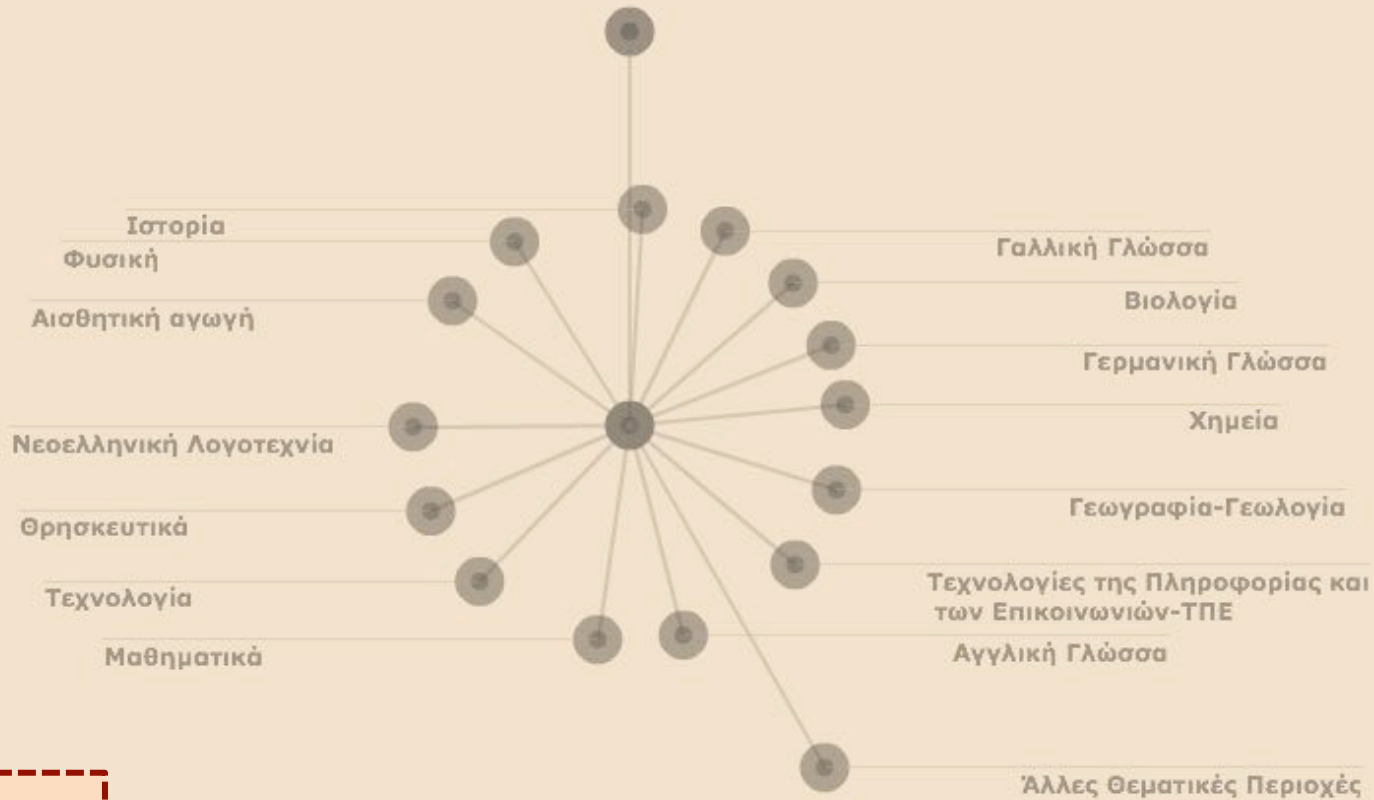 Ιστορία
Φυσική
Αισθητική αγωγή
Νεοελληνική Λογοτεχνία
Θρησκευτικά
Τεχνολογία
Μαθηματικά
Γαλλική Γλώσσα
Βιολογία
Γερμανική Γλώσσα
Χημεία
Γεωγραφία-Γεωλογία
Τεχνολογίες της Πληροφορίας και
των Επικοινωνιών-ΤΠΕ
Αγγλική Γλώσσα
Άλλες Θεματικές Περιοχές